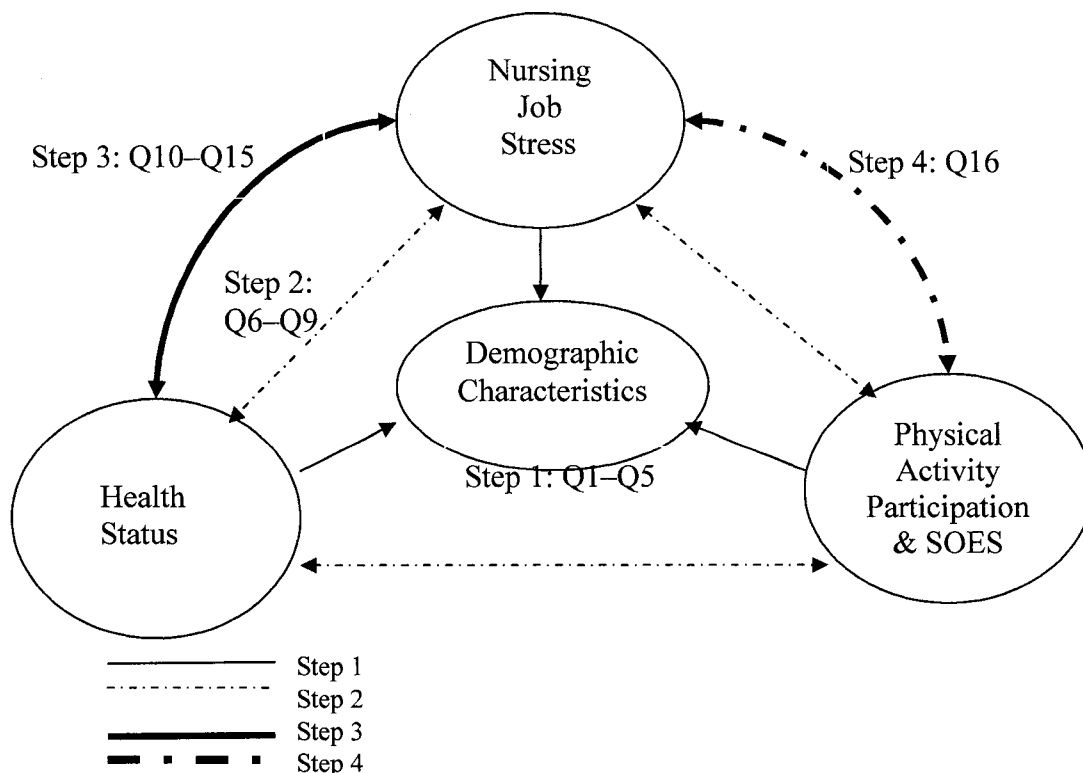 Nursing
Job
Stress
Step 3: Q10–Q15
Step 4: Q16
Step 2:
Q6–Q9
Demographic
Characteristics
Step 1: Q1–Q5
Health
Status
Physical
Activity
Participation
& SOES
Step 1
Step 2
Step 3
Step 4